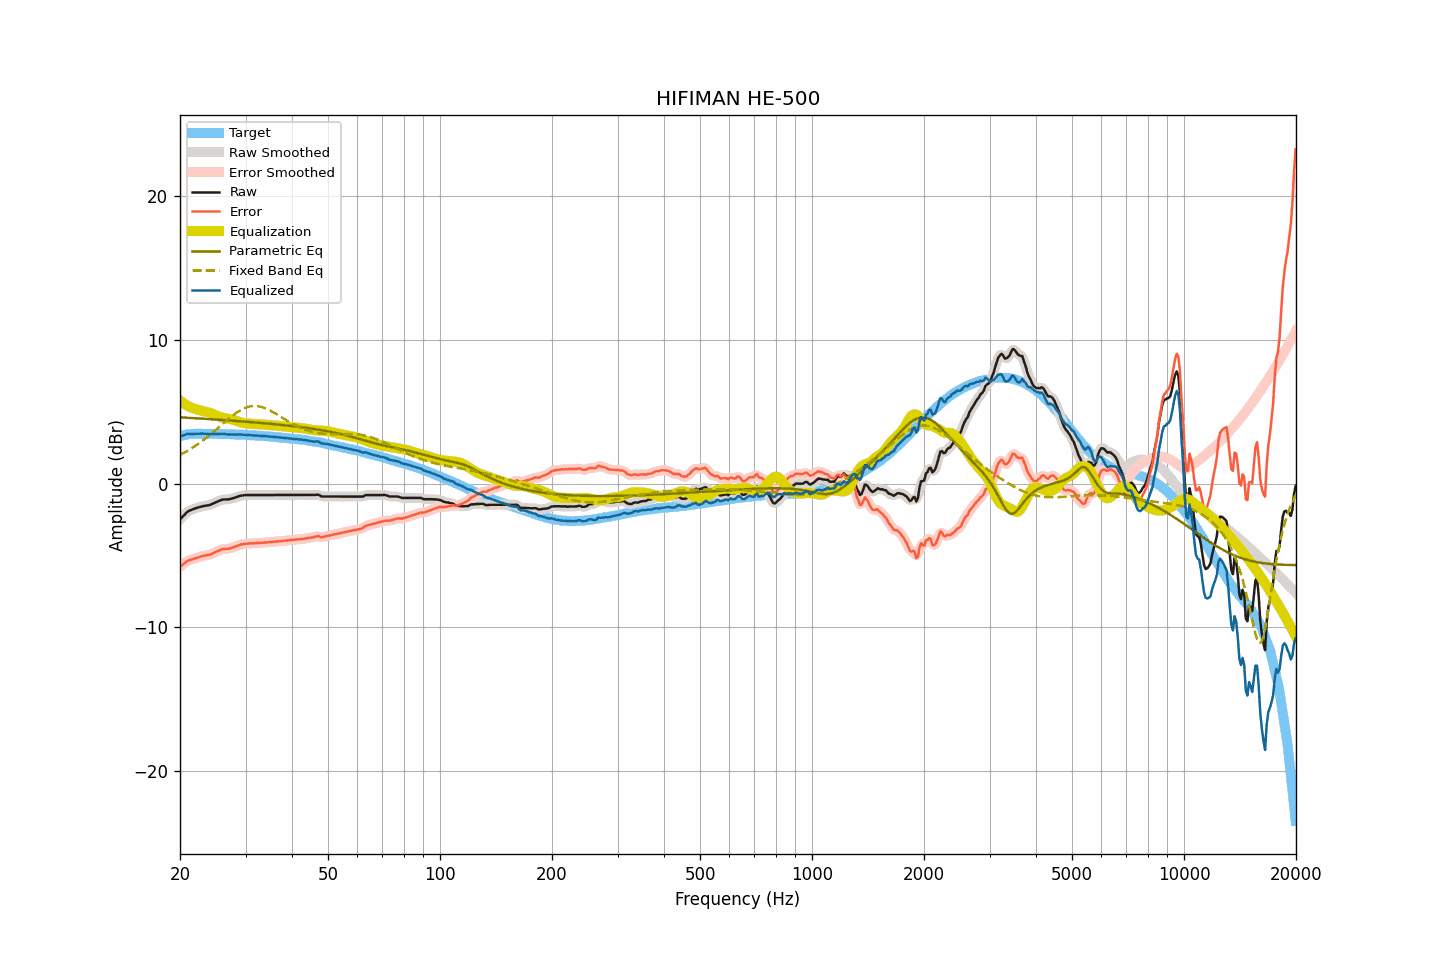 HIFIMAN HE-500
Target
Raw Smoothed
Error Smoothed
Raw
Error
Equalization
Parametric Eq
Fixed Band Eq
Equalized
20
10
0
−10
−20
Amplitude (dBr)
20 50 100 200 500 1000 2000 5000 10000 20000
Frequency (Hz)